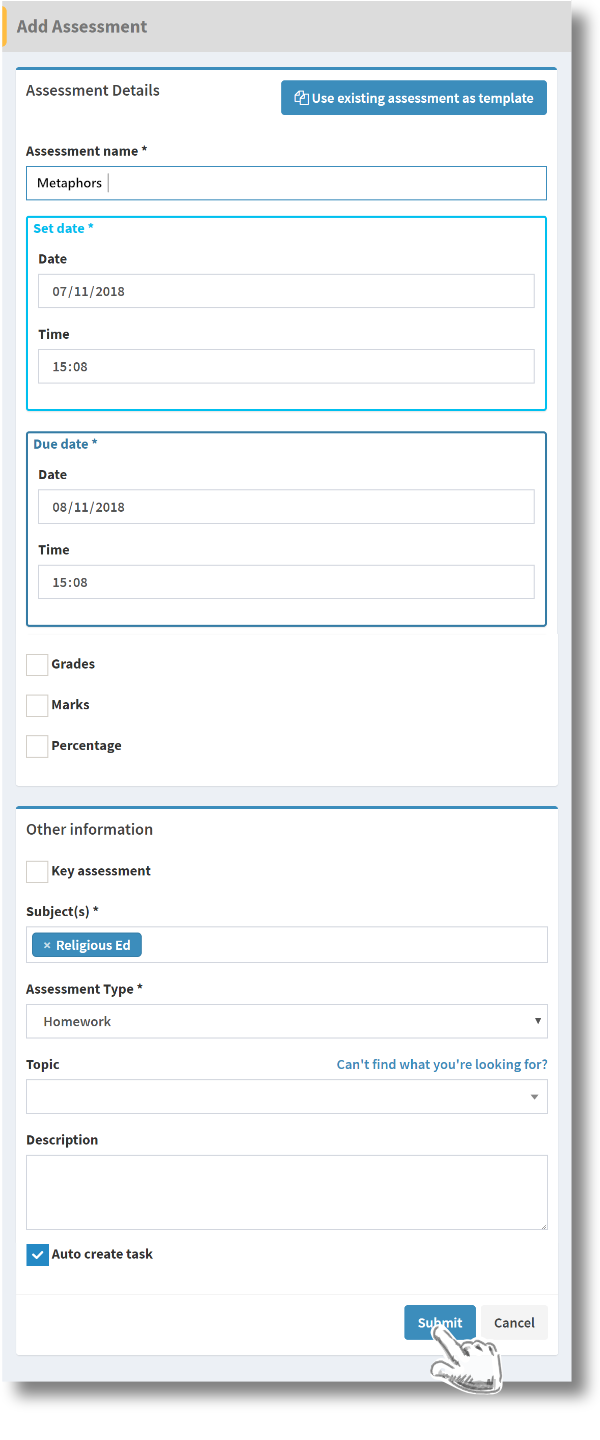 Add Assessment
Assessment Details
Use existing assessment as template
Assessment name *
Metaphors
Set date *
Date
07/11/2018
Time
15:08
Due date *
Date
08/11/2018
Time
15:08
Grades
Marks
Percentage
Other information
Key assessment
Subject(s) *
× Religious Ed
Assessment Type *
Homework
Topic Can't find what you're looking for?
Description
Auto create task
Submit Cancel